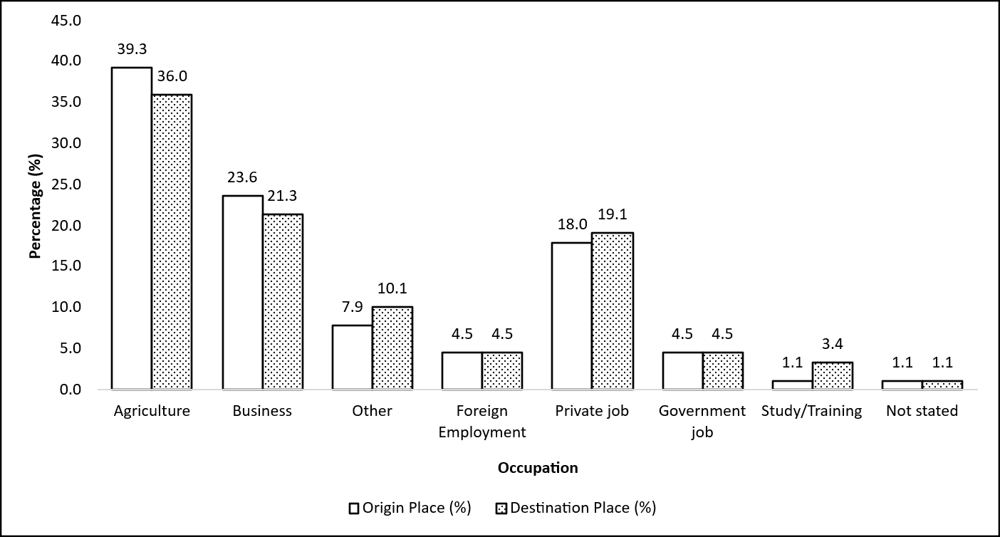 45.0
40.0
35.0
30.0
25.0
20.0
15.0
10.0
5.0
0.0
Percentage (%)
39.3
36.0
23.6
21.3
7.9
10.1
4.5
4.5
18.0
19.1
4.5
4.5
1.1
3.4
1.1
1.1
Agriculture
Business
Other
Foreign
Employment
Private job
Government
job
Study/Training
Not stated
Occupation
Origin Place (%)
Destination Place (%)